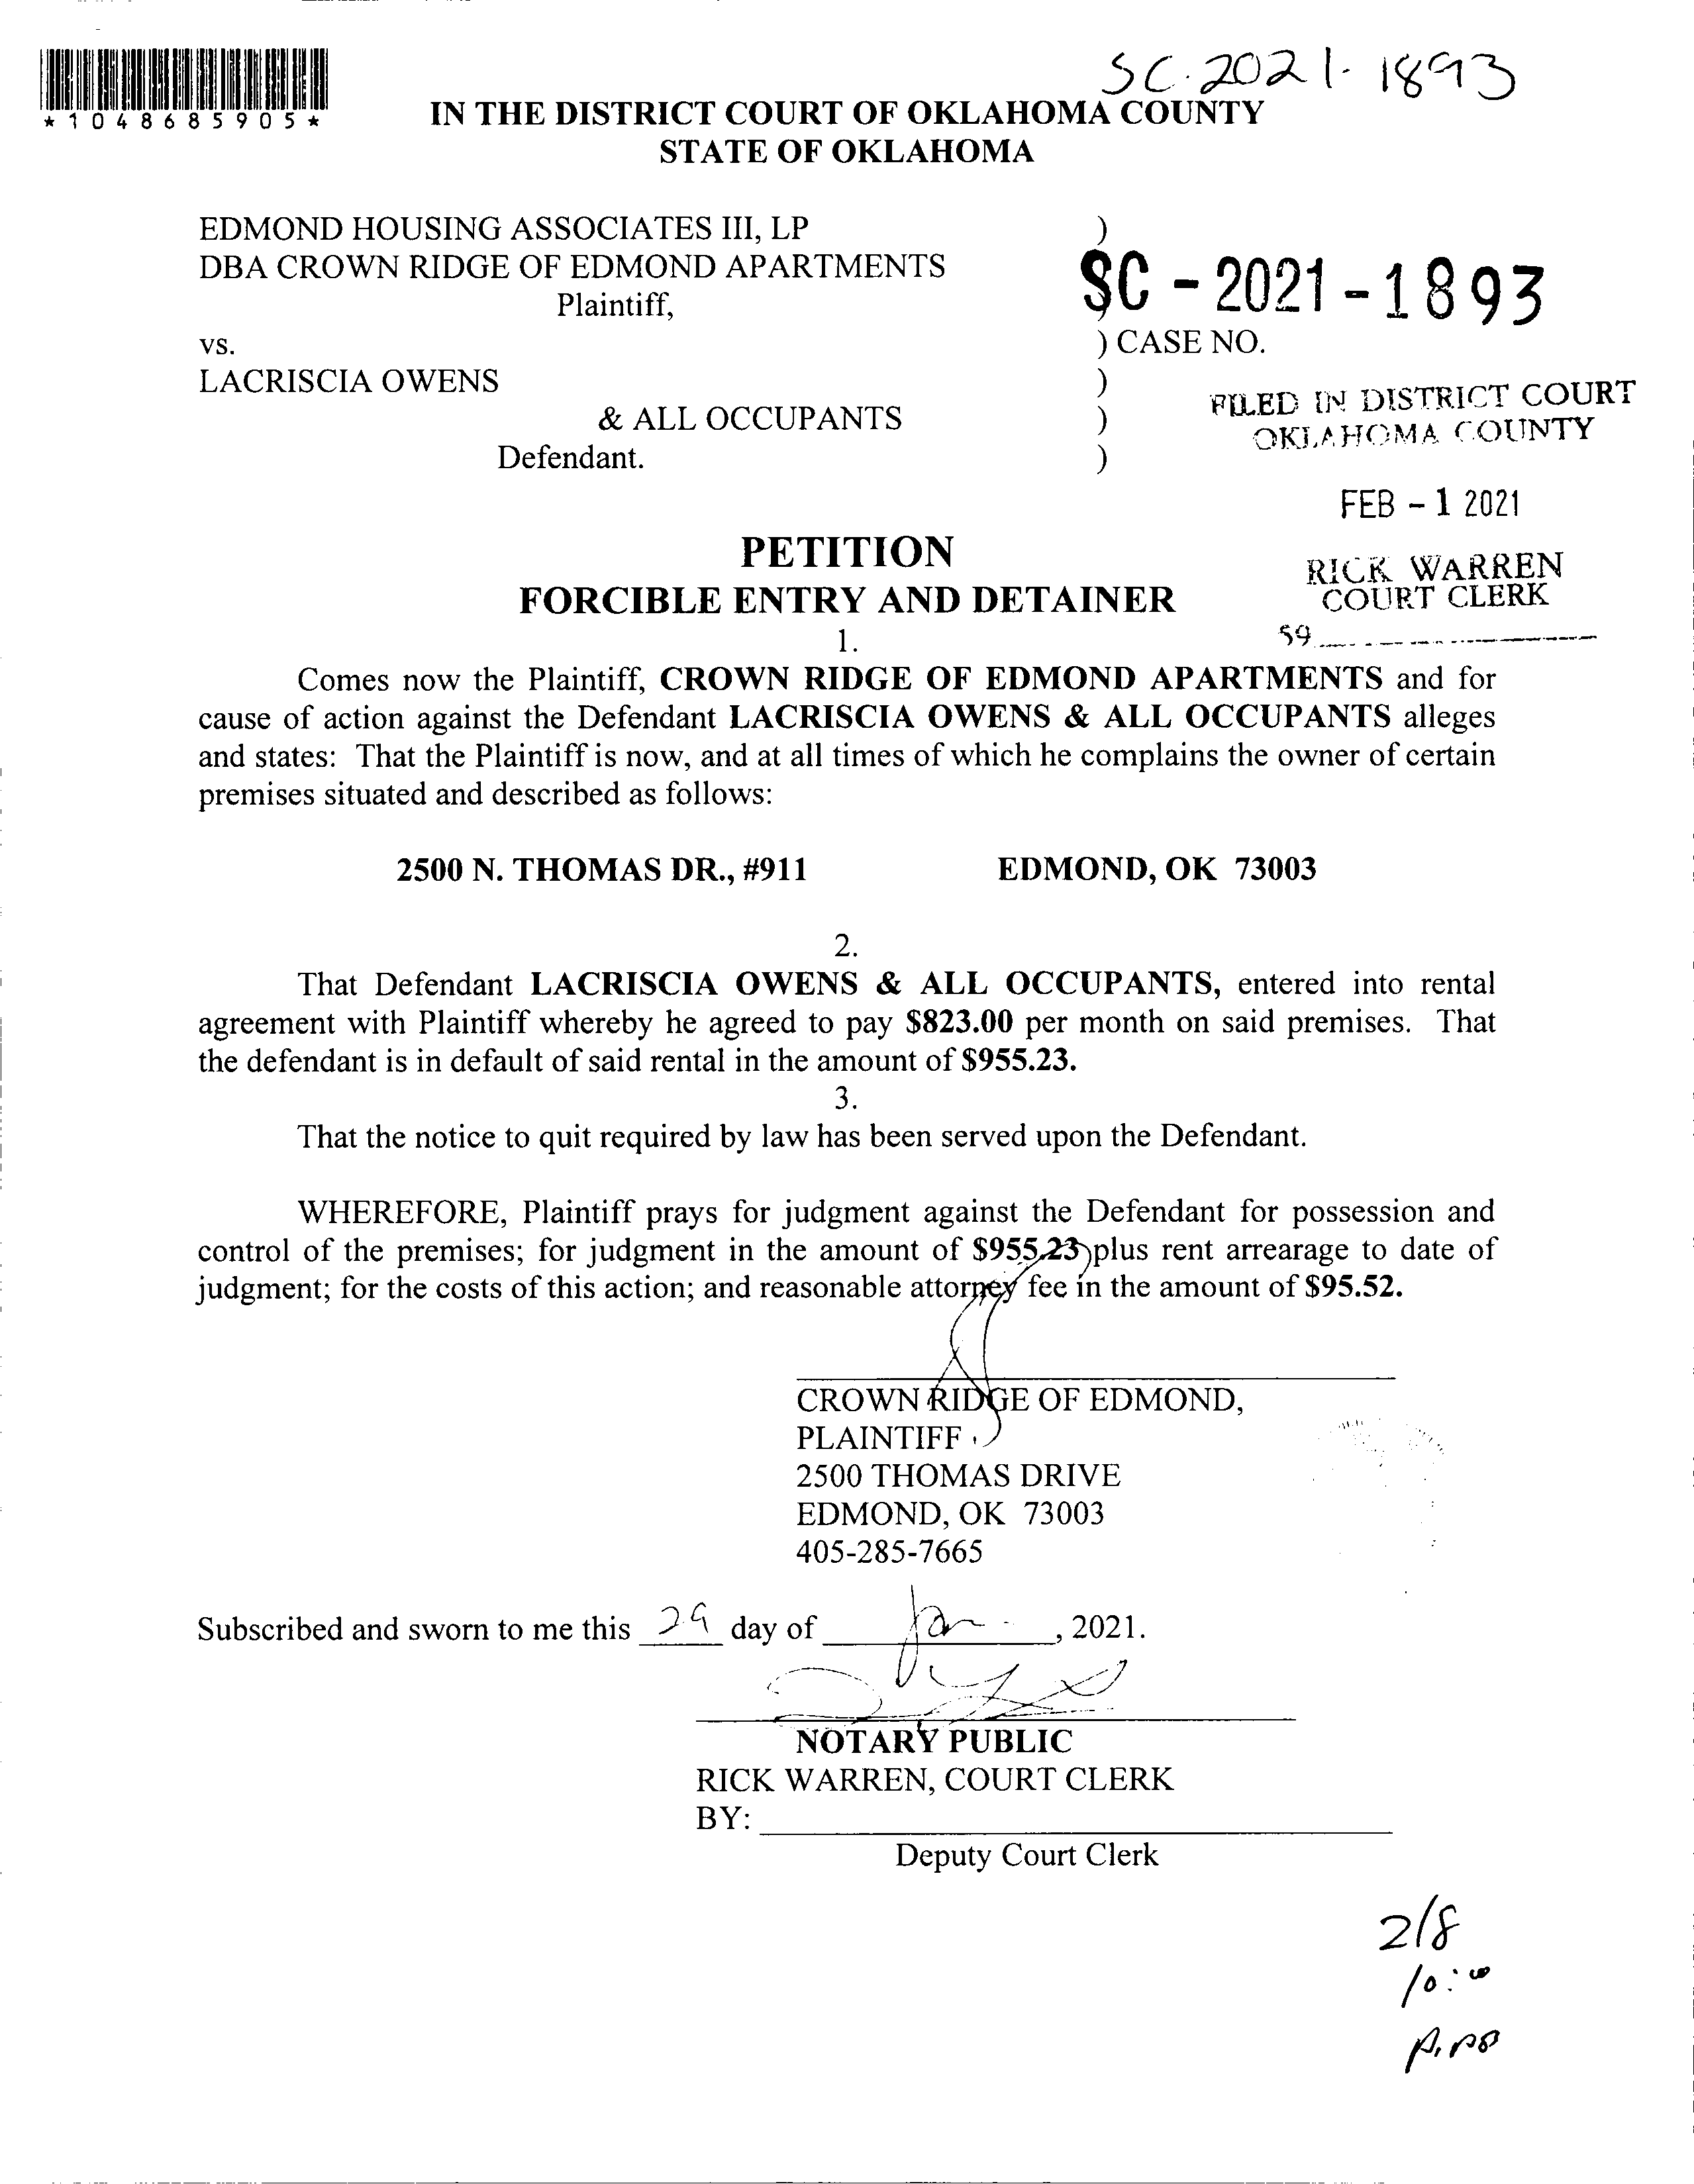 SC-2021-1893
*1048685905*
IN THE DISTRICT COURT OF OKLAHOMA COUNTY
STATE OF OKLAHOMA
EDMOND HOUSING ASSOCIATES III, LP )
DBA CROWN RIDGE OF EDMOND APARTMENTS
SC-2021-1893
Plaintiff, )
vs. ) CASE NO.
LACRISCIA OWENS )
& ALL OCCUPANTS )
Defendant. )
FILED IN DISTRICT COURT
OKLAHOMA COUNTY
FEB - 1 2021
RICK WARREN
COURT CLERK
59
PETITION
FORCIBLE ENTRY AND DETAINER
1.
Comes now the Plaintiff, CROWN RIDGE OF EDMOND APARTMENTS and for
cause of action against the Defendant LACRISCIA OWENS & ALL OCCUPANTS alleges
and states: That the Plaintiff is now, and at all times of which he complains the owner of certain
premises situated and described as follows:
2500 N. THOMAS DR., #911 EDMOND, OK 73003
2.
That Defendant LACRISCIA OWENS & ALL OCCUPANTS, entered into rental
agreement with Plaintiff whereby he agreed to pay $823.00 per month on said premises. That
the defendant is in default of said rental in the amount of $955.23.
3.
That the notice to quit required by law has been served upon the Defendant.
WHEREFORE, Plaintiff prays for judgment against the Defendant for possession and
control of the premises; for judgment in the amount of $955.23 plus rent arrearage to date of
judgment; for the costs of this action; and reasonable attorney fee in the amount of $95.52.
CROWN RIDGE OF EDMOND,
PLAINTIFF
2500 THOMAS DRIVE
EDMOND, OK 73003
405-285-7665
Subscribed and sworn to me this 29 day of Jan, 2021.
NOTARY PUBLIC
RICK WARREN, COURT CLERK
BY:
Deputy Court Clerk
2/8
10:00